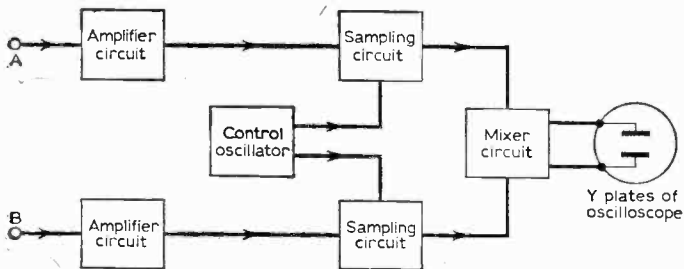 A
Amplifier
circuit
Sampling
circuit
Control
oscillator
Mixer
circuit
Y plates of
oscilloscope
B
Amplifier
circuit
Sampling
circuit